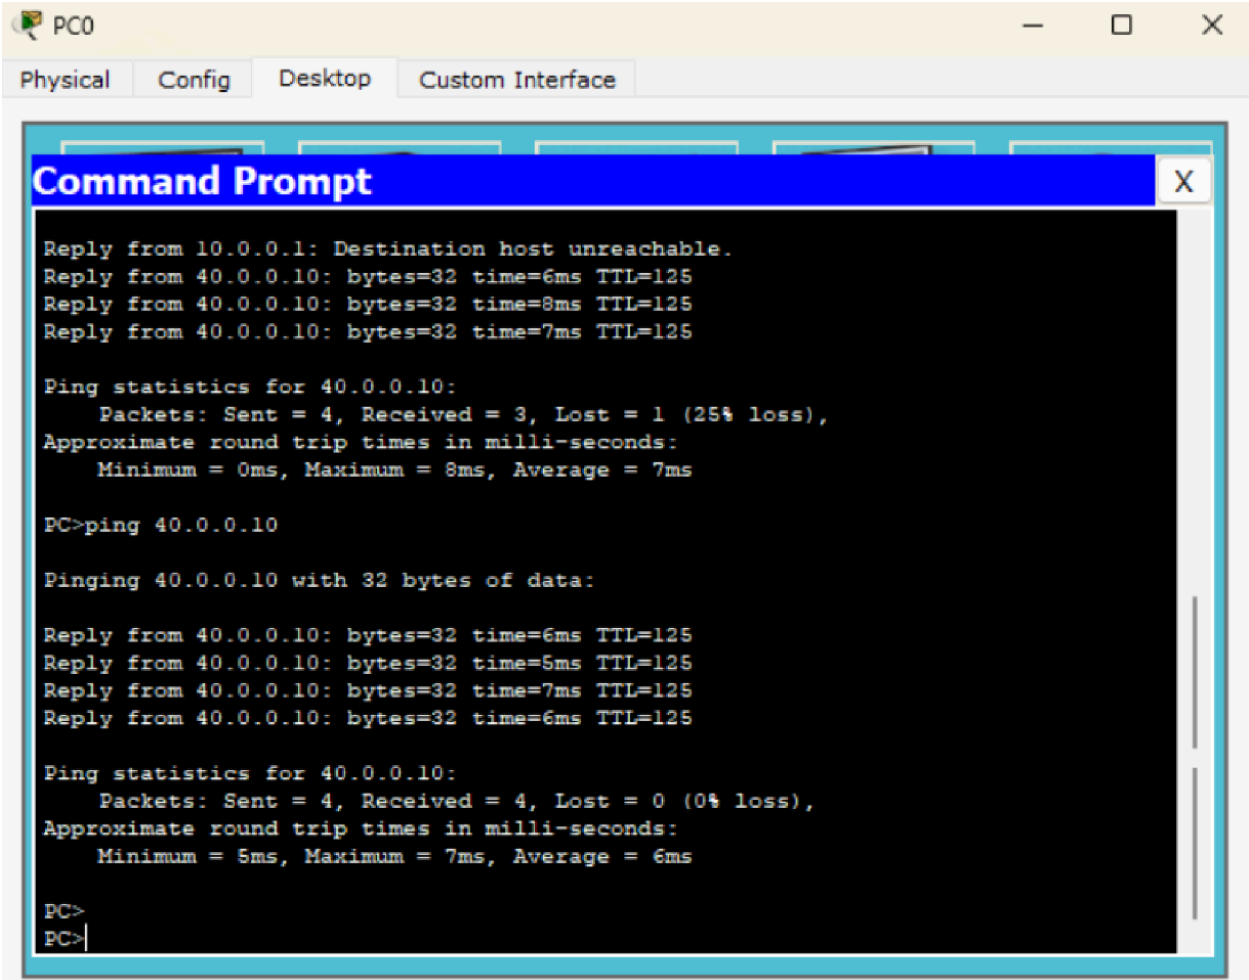 PC0
Physical Config Desktop Custom Interface
Command Prompt X
Reply from 10.0.0.1: Destination host unreachable.
Reply from 40.0.0.10: bytes=32 time=6ms TTL=125
Reply from 40.0.0.10: bytes=32 time=8ms TTL=125
Reply from 40.0.0.10: bytes=32 time=7ms TTL=125
Ping statistics for 40.0.0.10:
Packets: Sent = 4, Received = 3, Lost = 1 (25% loss),
Approximate round trip times in milli-seconds:
Minimum = 0ms, Maximum = 8ms, Average = 7ms
PC>ping 40.0.0.10
Pinging 40.0.0.10 with 32 bytes of data:
Reply from 40.0.0.10: bytes=32 time=6ms TTL=125
Reply from 40.0.0.10: bytes=32 time=5ms TTL=125
Reply from 40.0.0.10: bytes=32 time=7ms TTL=125
Reply from 40.0.0.10: bytes=32 time=6ms TTL=125
Ping statistics for 40.0.0.10:
Packets: Sent = 4, Received = 4, Lost = 0 (0% loss),
Approximate round trip times in milli-seconds:
Minimum = 5ms, Maximum = 7ms, Average = 6ms
PC>
PC>